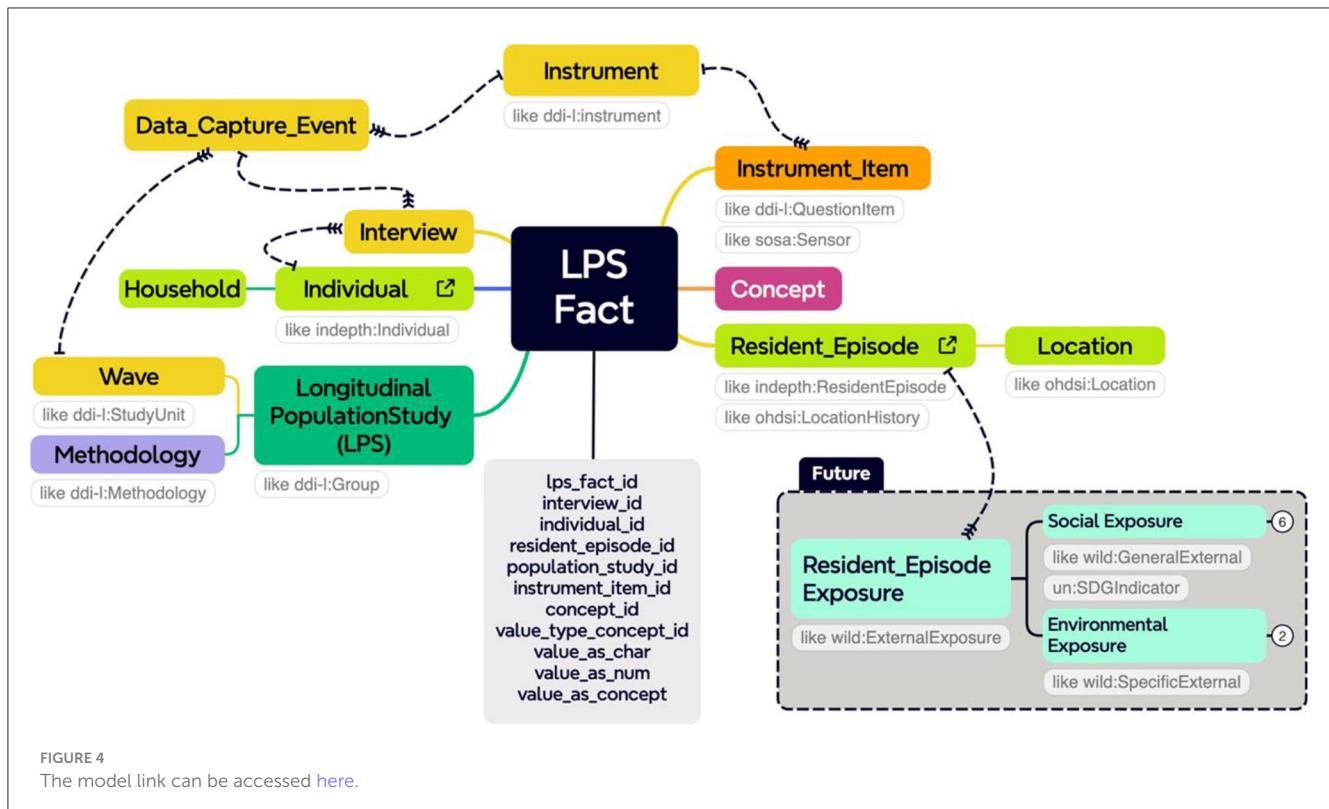 Instrument
like ddi-l:instrument
Data_Capture_Event
Instrument_Item
like ddi-l:QuestionItem
like sosa:Sensor
Interview
LPS
Fact
Household
Individual
like indepth:Individual
Concept
Resident_Episode
like indepth:ResidentEpisode
like ohdsi:LocationHistory
Location
like ohdsi:Location
Wave
like ddi-l:StudyUnit
Methodology
like ddi-l:Methodology
Longitudinal
PopulationStudy
(LPS)
like ddi-l:Group
lps_fact_id
interview_id
individual_id
resident_episode_id
population_study_id
instrument_item_id
concept_id
value_type_concept_id
value_as_char
value_as_num
value_as_concept
Future
Resident_Episode
Exposure
like wild:ExternalExposure
Social Exposure
6
like wild:GeneralExternal
un:SDGIndicator
Environmental
Exposure
2
like wild:SpecificExternal
FIGURE 4
The model link can be accessed here.